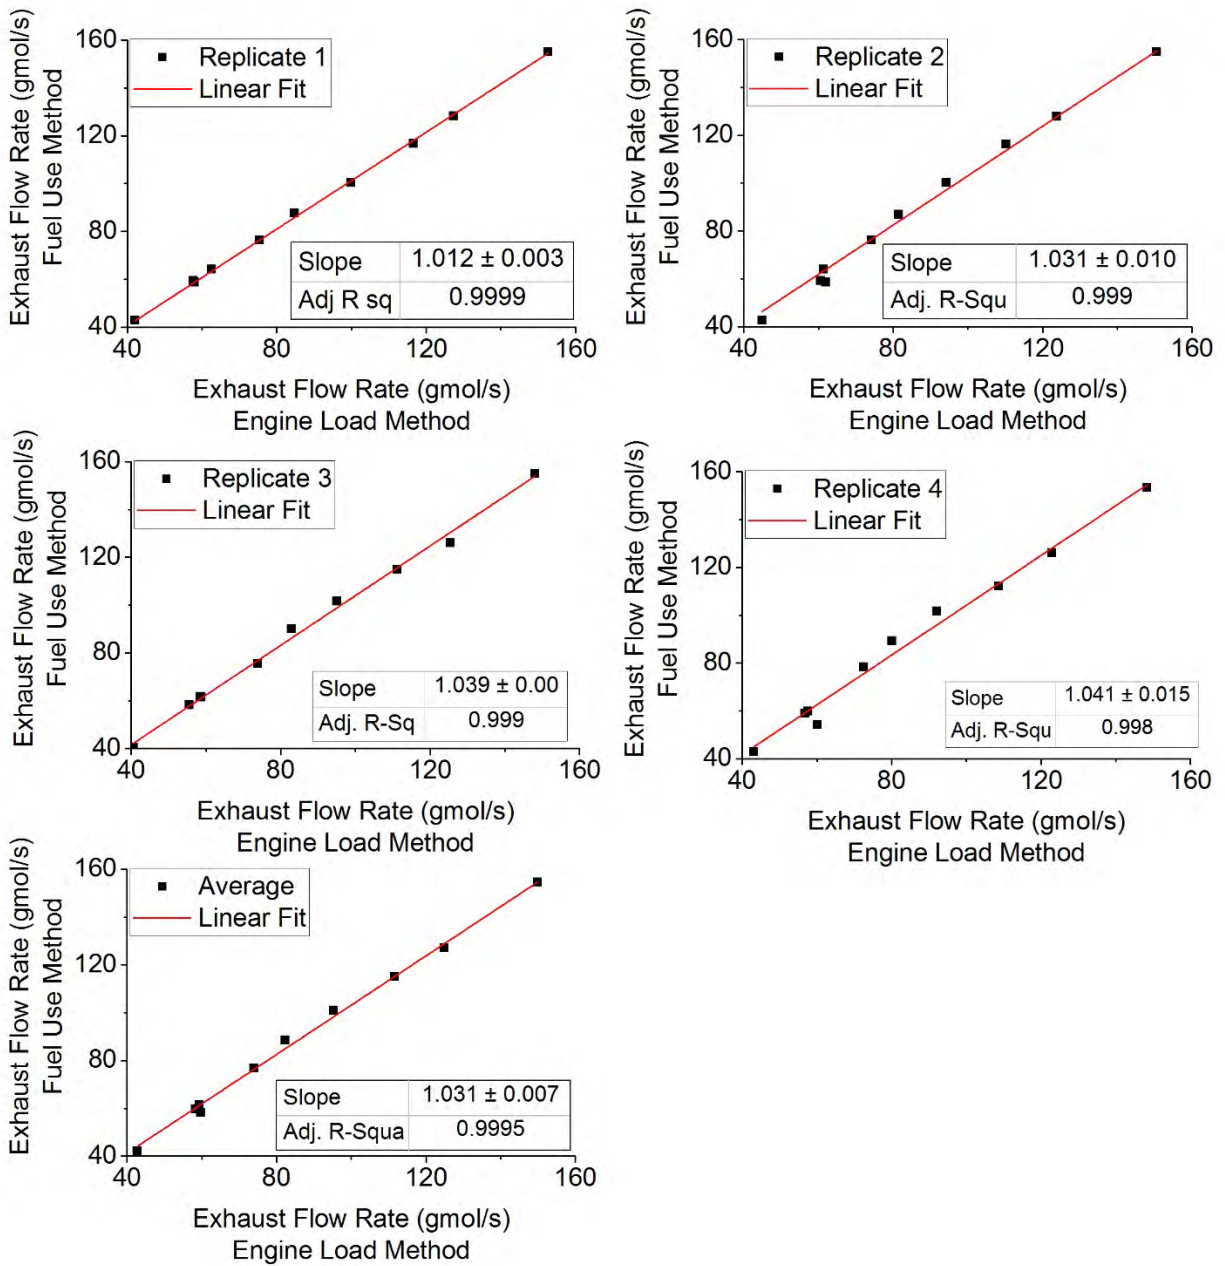 Exhaust Flow Rate (gmol/s)
Fuel Use Method
160
120
80
40
Replicate 1
Linear Fit
Slope 1.012 ± 0.003
Adj R sq 0.9999
40 80 120 160
Exhaust Flow Rate (gmol/s)
Engine Load Method
Exhaust Flow Rate (gmol/s)
Fuel Use Method
160
120
80
40
Replicate 2
Linear Fit
Slope 1.031 ± 0.010
Adj. R-Squ 0.999
40 80 120 160
Exhaust Flow Rate (gmol/s)
Engine Load Method
Exhaust Flow Rate (gmol/s)
Fuel Use Method
160
120
80
40
Replicate 3
Linear Fit
Slope 1.039 ± 0.00
Adj. R-Sq 0.999
40 80 120 160
Exhaust Flow Rate (gmol/s)
Engine Load Method
Exhaust Flow Rate (gmol/s)
Fuel Use Method
160
120
80
40
Replicate 4
Linear Fit
Slope 1.041 ± 0.015
Adj. R-Squ 0.998
40 80 120 160
Exhaust Flow Rate (gmol/s)
Engine Load Method
Exhaust Flow Rate (gmol/s)
Fuel Use Method
160
120
80
40
Average
Linear Fit
Slope 1.031 ± 0.007
Adj. R-Squa 0.9995
40 80 120 160
Exhaust Flow Rate (gmol/s)
Engine Load Method